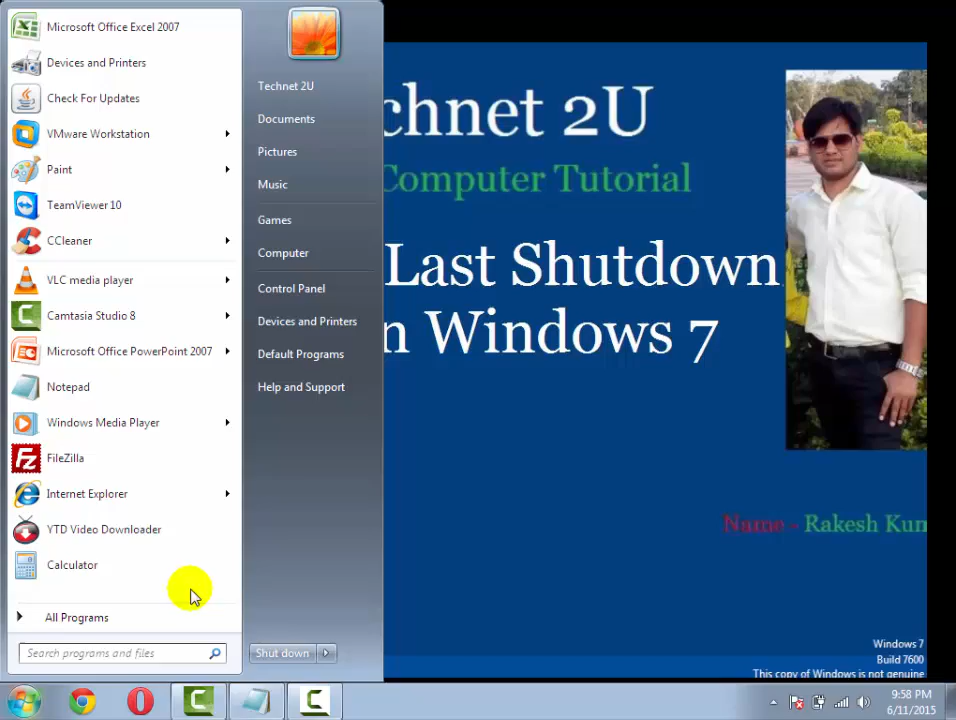 Microsoft Office Excel 2007
Devices and Printers
Check For Updates
VMware Workstation
Paint
TeamViewer 10
CCleaner
VLC media player
Camtasia Studio 8
Microsoft Office PowerPoint 2007
Notepad
Windows Media Player
FileZilla
Internet Explorer
YTD Video Downloader
Calculator
All Programs
Search programs and files
Technet 2U
Documents
Pictures
Music
Games
Computer
Control Panel
Devices and Printers
Default Programs
Help and Support
Shut down
chnet 2U
Computer Tutorial
Last Shutdown
n Windows 7
Name - Rakesh Kum
Windows 7
Build 7600
This copy of Windows is not genuine
9:58 PM
6/11/2015